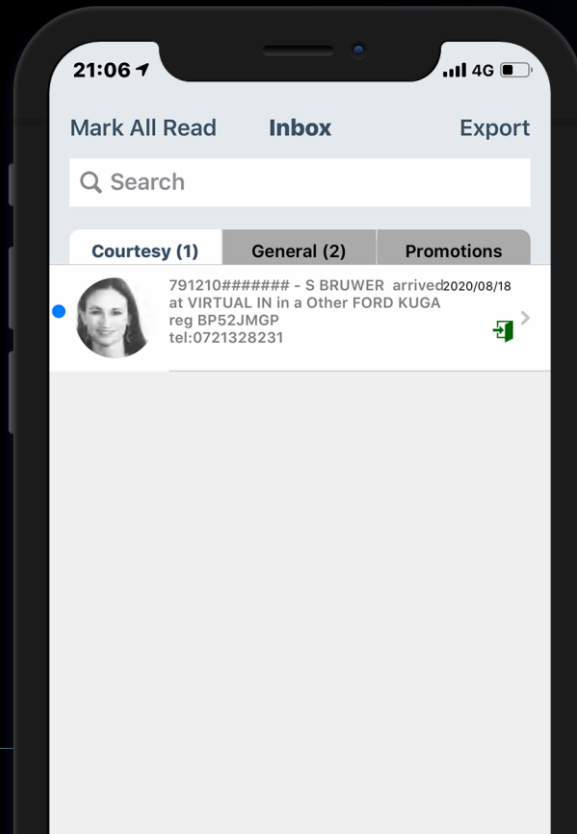 21:06 4G
Mark All Read Inbox Export
Search
Courtesy (1) General (2) Promotions
791210####### - S BRUWER arrived 2020/08/18
at VIRTUAL IN in a Other FORD KUGA
reg BP52JMGP
tel:0721328231